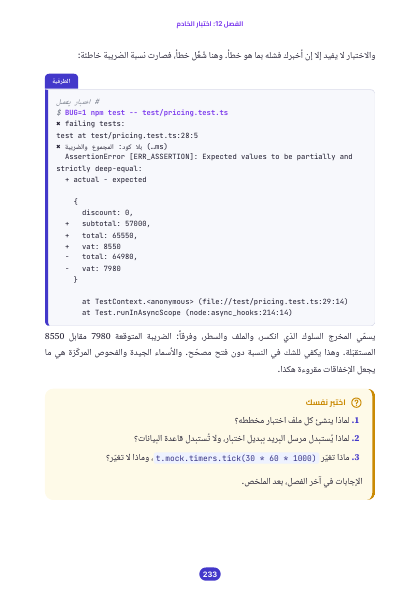 الفصل 12: اختبار الخادم
والاختبار لا يفيد إلا إن أخبرك فشله بما هو خطأ. وهنا شُغِّل خطأ، فصارت نسبة الضريبة خاطئة:
الطرفية
# اختبار يفشل
$ BUG=1 npm test -- test/pricing.test.ts
✖ failing tests:
test at test/pricing.test.ts:28:5
✖ بلا كود: المجموع والضريبة (…ms)
AssertionError [ERR_ASSERTION]: Expected values to be partially and
strictly deep-equal:
+ actual - expected
{
discount: 0,
+ subtotal: 57000,
+ total: 65550,
+ vat: 8550
- total: 64980,
- vat: 7980
}
at TestContext.<anonymous> (file://test/pricing.test.ts:29:14)
at Test.runInAsyncScope (node:async_hooks:214:14)
يسمّي المخرج السلوك الذي انكسر، والملف والسطر، وفرقاً: الضريبة المتوقعة 7980 مقابل 8550
المستقبَلة. وهذا يكفي للشك في النسبة دون فتح مصحّح. والأسماء الجيدة والفحوص المركّزة هي ما
يجعل الإخفاقات مقروءة هكذا.
اختبر نفسك
1. لماذا ينشئ كل ملف اختبار مخططه؟
2. لماذا يُستبدل مرسل البريد ببديل اختبار، ولا تُستبدل قاعدة البيانات؟
3. ماذا تغيّر t.mock.timers.tick(30 * 60 * 1000)، وماذا لا تغيّر؟
الإجابات في آخر الفصل، بعد الملخص.
233